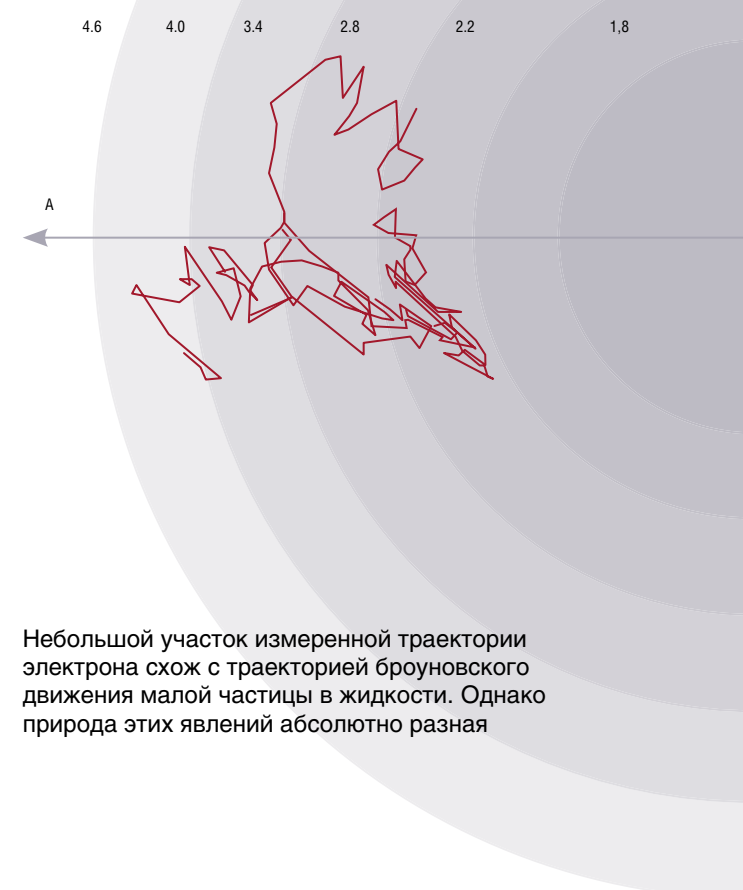 4.6 4.0 3.4 2.8 2.2 1,8
А
Небольшой участок измеренной траектории
электрона схож с траекторией броуновского
движения малой частицы в жидкости. Однако
природа этих явлений абсолютно разная